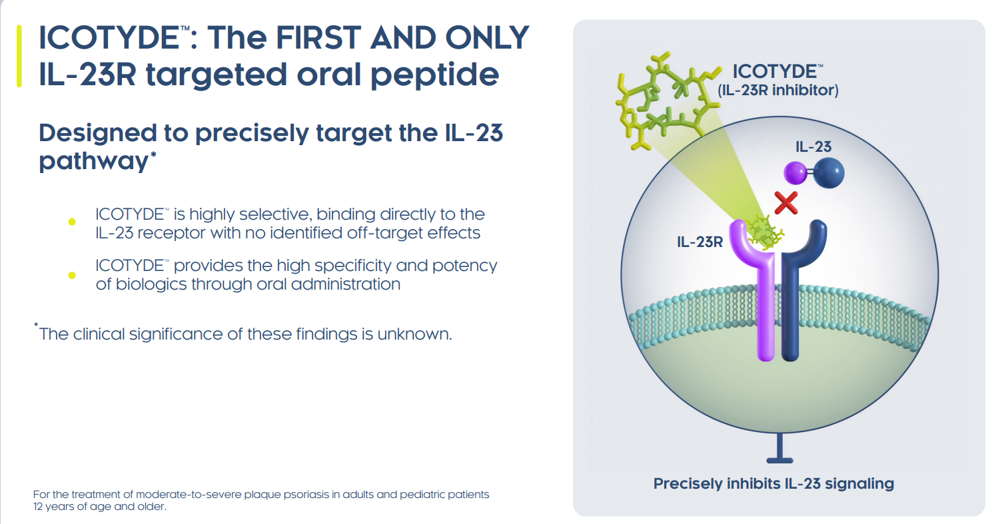 ICOTYDE™: The FIRST AND ONLY
IL-23R targeted oral peptide
Designed to precisely target the IL-23
pathway*
ICOTYDE™ is highly selective, binding directly to the
IL-23 receptor with no identified off-target effects
ICOTYDE™ provides the high specificity and potency
of biologics through oral administration
*The clinical significance of these findings is unknown.
For the treatment of moderate-to-severe plaque psoriasis in adults and pediatric patients
12 years of age and older.
ICOTYDE™
(IL-23R inhibitor)
IL-23
IL-23R
Precisely inhibits IL-23 signaling